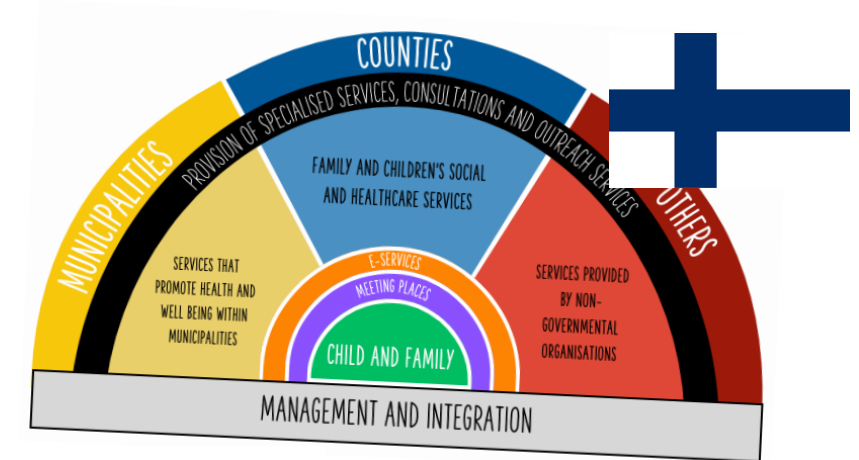 COUNTIES
MUNICIPALITIES
OTHERS
PROVISION OF SPECIALISED SERVICES, CONSULTATIONS AND OUTREACH SERVICES
FAMILY AND CHILDREN'S SOCIAL
AND HEALTHCARE SERVICES
SERVICES THAT
PROMOTE HEALTH AND
WELL BEING WITHIN
MUNICIPALITIES
SERVICES PROVIDED
BY NON-
GOVERNMENTAL
ORGANISATIONS
E-SERVICES
MEETING PLACES
CHILD AND FAMILY
MANAGEMENT AND INTEGRATION